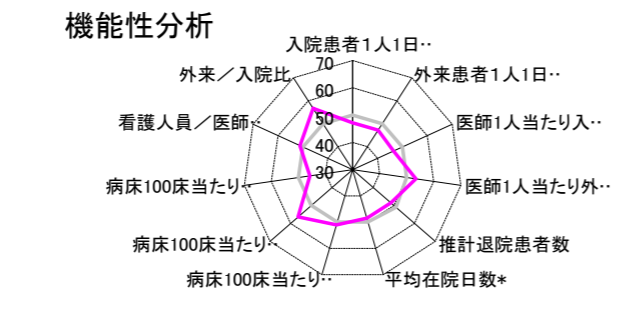 機能性分析
入院患者１人1日‥
外来患者１人1日‥
医師1人当たり入‥
医師1人当たり外‥
推計退院患者数
平均在院日数*
病床100床当たり‥
病床100床当たり‥
病床100床当たり‥
看護人員／医師‥
外来／入院比
70
60
50
40
30